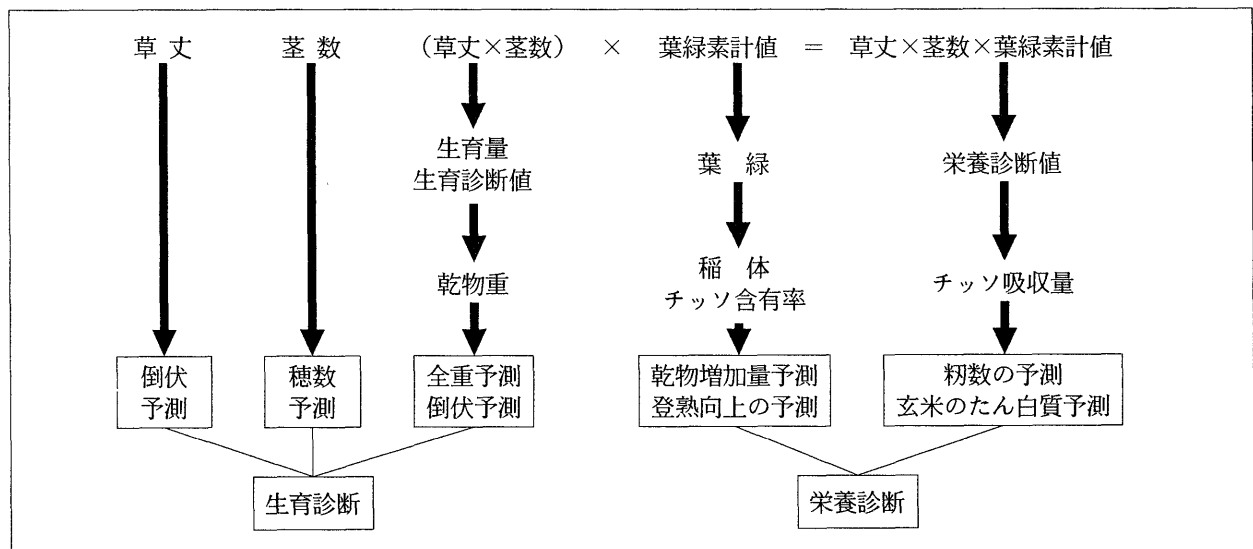 草丈 茎数 (草丈×茎数) × 葉緑素計値 = 草丈×茎数×葉緑素計値
生育量
生育診断値
葉緑
栄養診断値
乾物重
稲体
チッソ含有率
チッソ吸収量
倒伏
予測
穂数
予測
全重予測
倒伏予測
乾物増加量予測
登熟向上の予測
籾数の予測
玄米のたん白質予測
生育診断
栄養診断